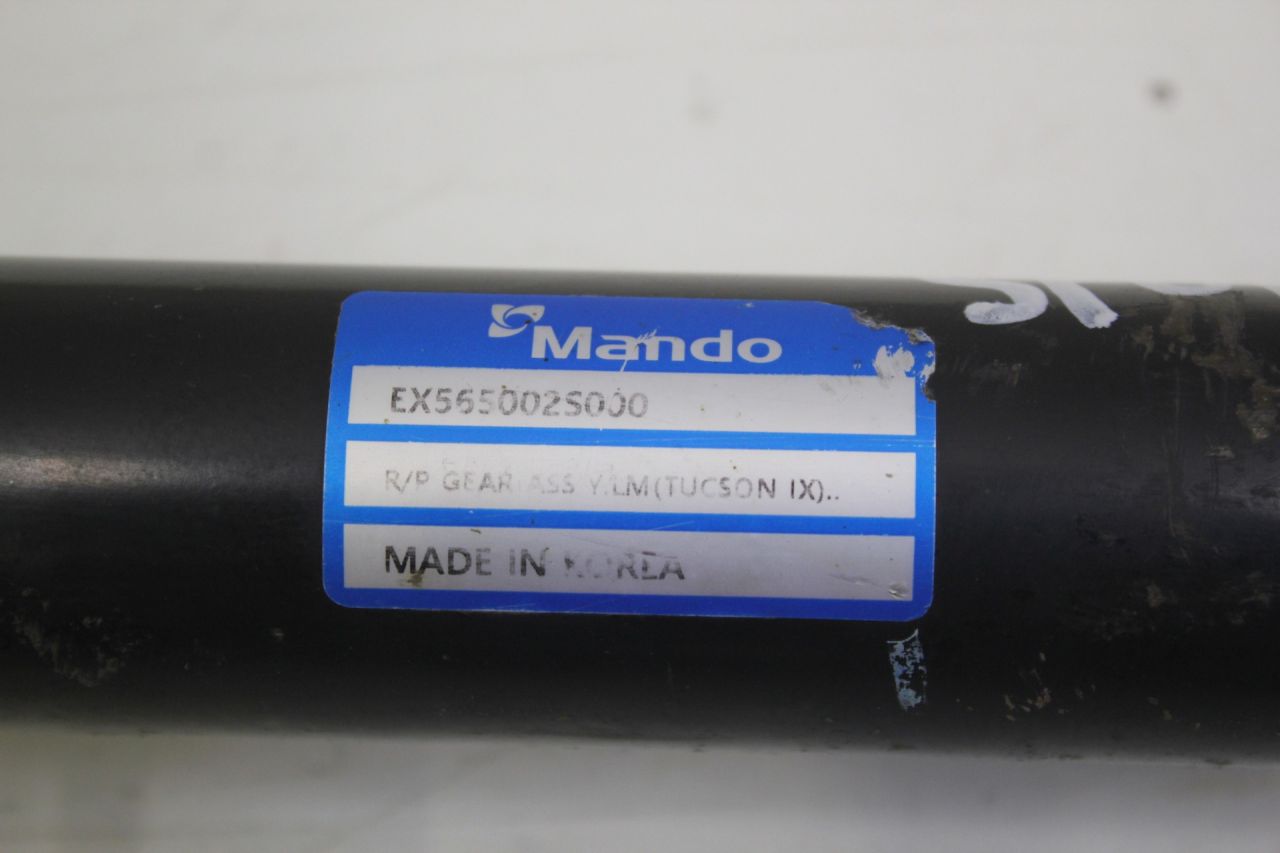 Mando
EX565002S000
R/P GEAR ASS Y.LM(TUCSON IX)..
MADE IN KOREA